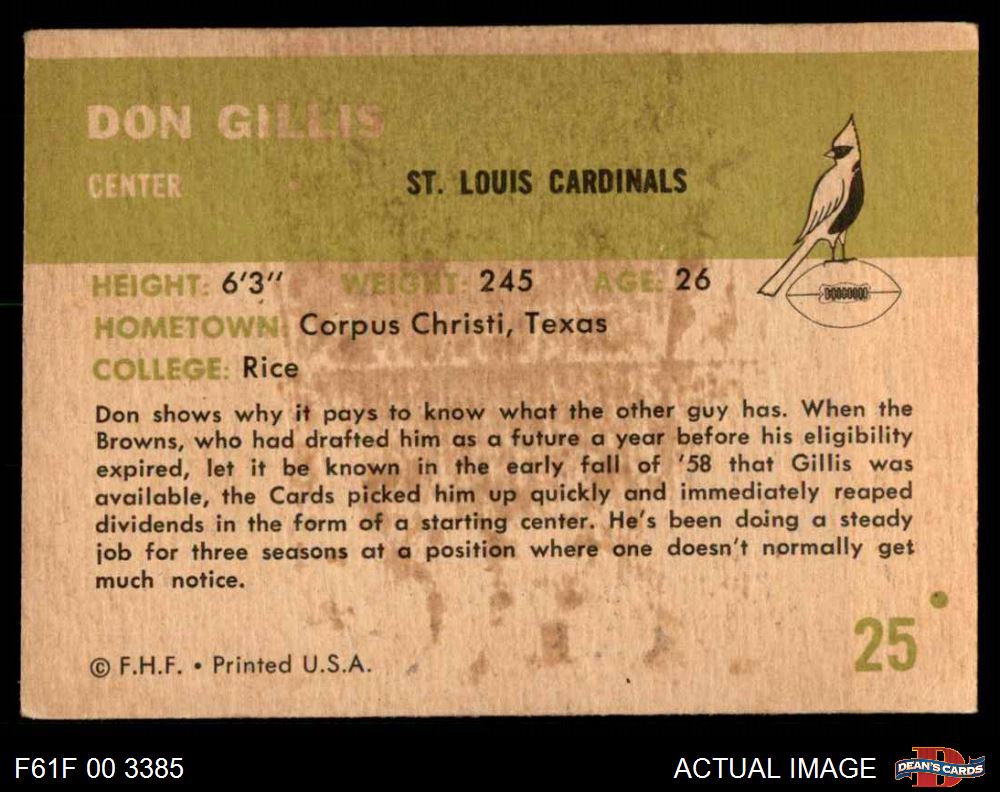 DON GILLIS
CENTER
ST. LOUIS CARDINALS
HEIGHT: 6'3" WEIGHT: 245 AGE: 26
HOMETOWN: Corpus Christi, Texas
COLLEGE: Rice
Don shows why it pays to know what the other guy has. When the
Browns, who had drafted him as a future a year before his eligibility
expired, let it be known in the early fall of '58 that Gillis was
available, the Cards picked him up quickly and immediately reaped
dividends in the form of a starting center. He's been doing a steady
job for three seasons at a position where one doesn't normally get
much notice.
25
© F.H.F. • Printed U.S.A.
F61F 00 3385
ACTUAL IMAGE
DEAN'S CARDS